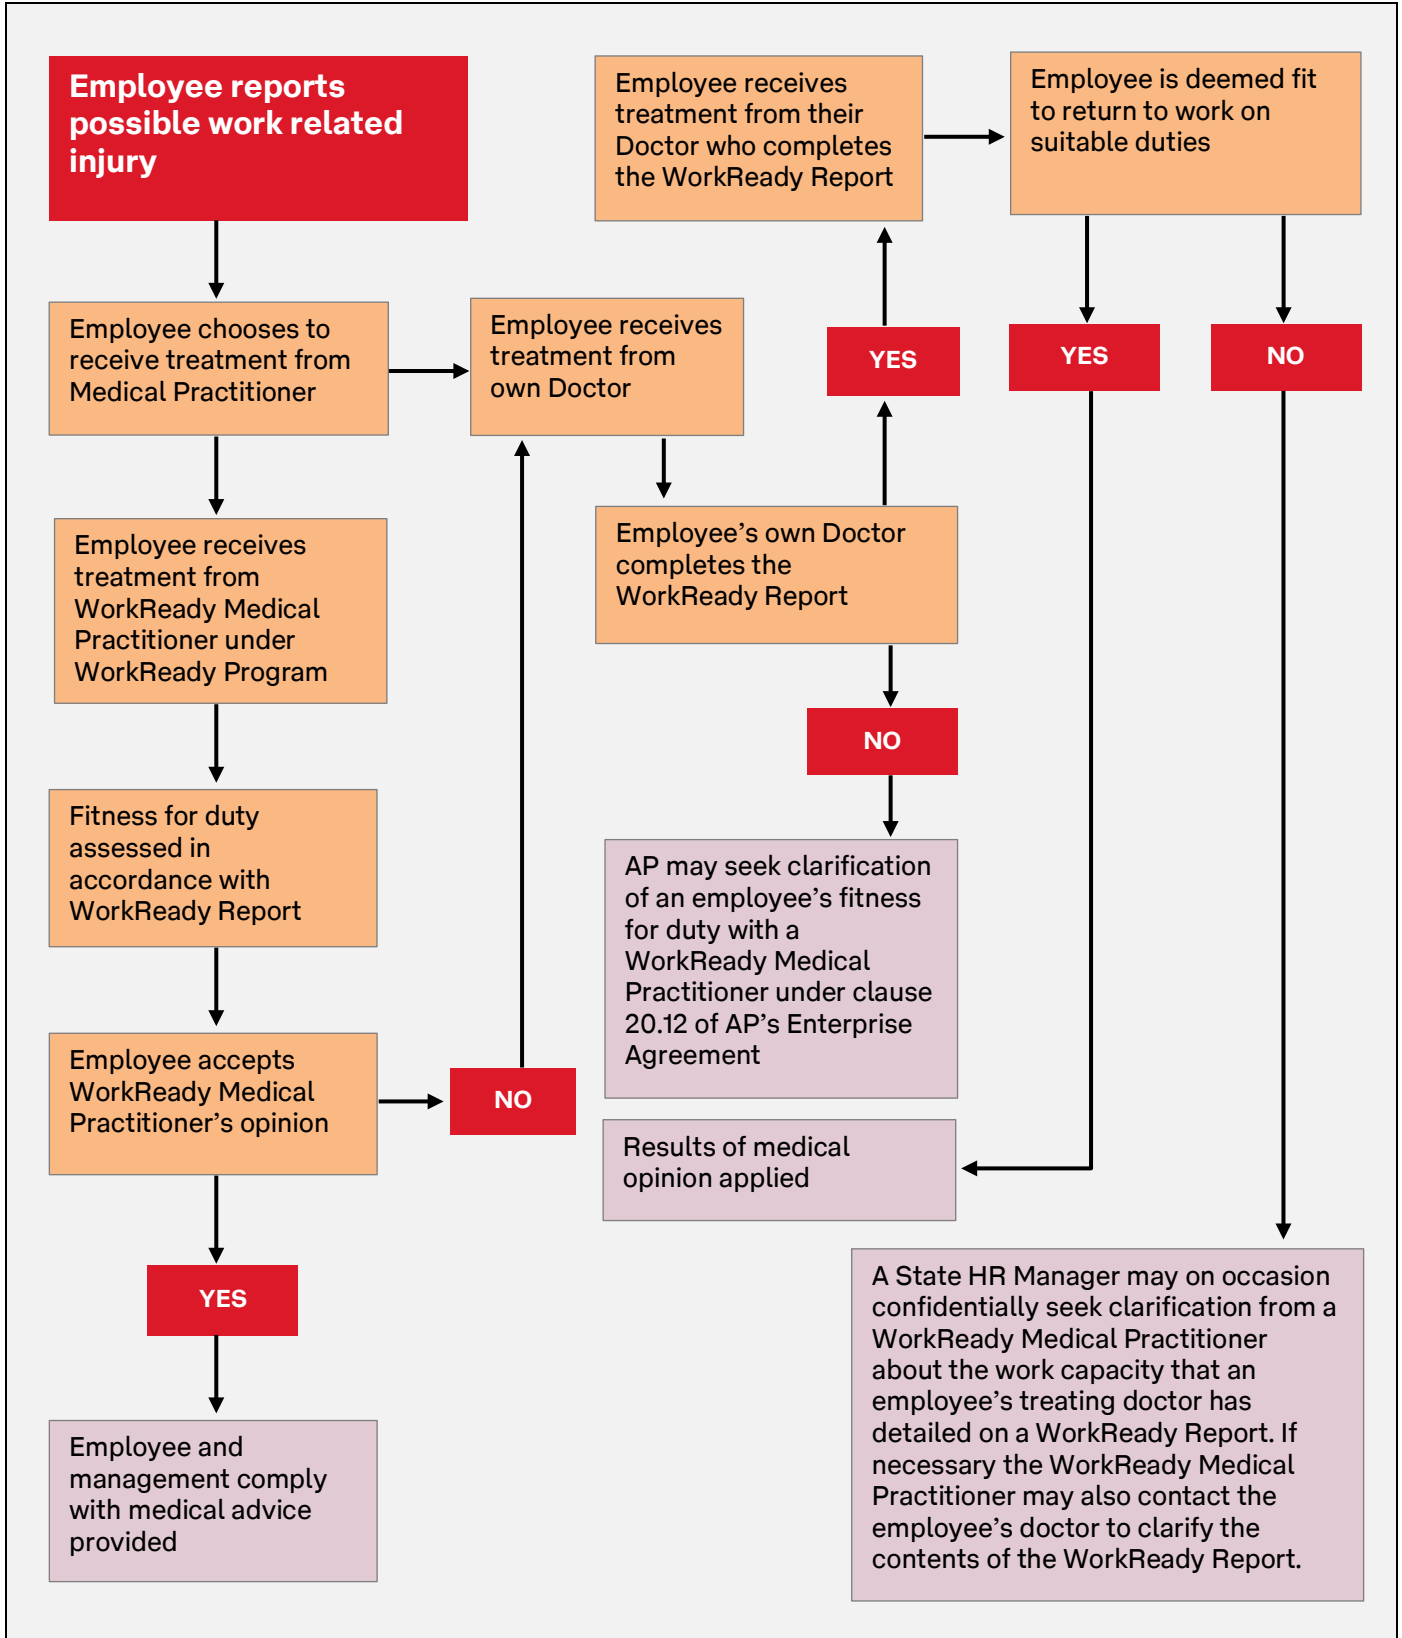 Employee reports
possible work related
injury
Employee receives
treatment from their
Doctor who completes
the WorkReady Report
Employee is deemed fit
to return to work on
suitable duties
Employee chooses to
receive treatment from
Medical Practitioner
Employee receives
treatment from
own Doctor
YES
YES
NO
Employee receives
treatment from
WorkReady Medical
Practitioner under
WorkReady Program
Employee’s own Doctor
completes the
WorkReady Report
NO
Fitness for duty
assessed in
accordance with
WorkReady Report
AP may seek clarification
of an employee’s fitness
for duty with a
WorkReady Medical
Practitioner under clause
20.12 of AP’s Enterprise
Agreement
Employee accepts
WorkReady Medical
Practitioner’s opinion
NO
Results of medical
opinion applied
YES
A State HR Manager may on occasion
confidentially seek clarification from a
WorkReady Medical Practitioner
about the work capacity that an
employee’s treating doctor has
detailed on a WorkReady Report. If
necessary the WorkReady Medical
Practitioner may also contact the
employee’s doctor to clarify the
contents of the WorkReady Report.
Employee and
management comply
with medical advice
provided